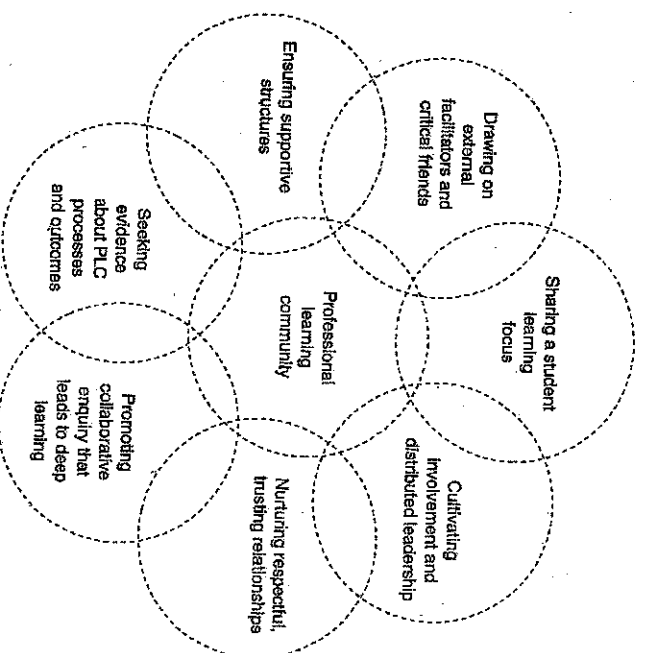 Sharing a student
learning
focus
Cultivating
involvement and
distributed leadership
Nurturing respectful,
trusting relationships
Promoting
collaborative
enquiry that
leads to deep
learning
Seeking
evidence
about PLC
processes
and outcomes
Ensuring supportive
structures
Drawing on
external
facilitators and
critical friends
Professional
learning
community